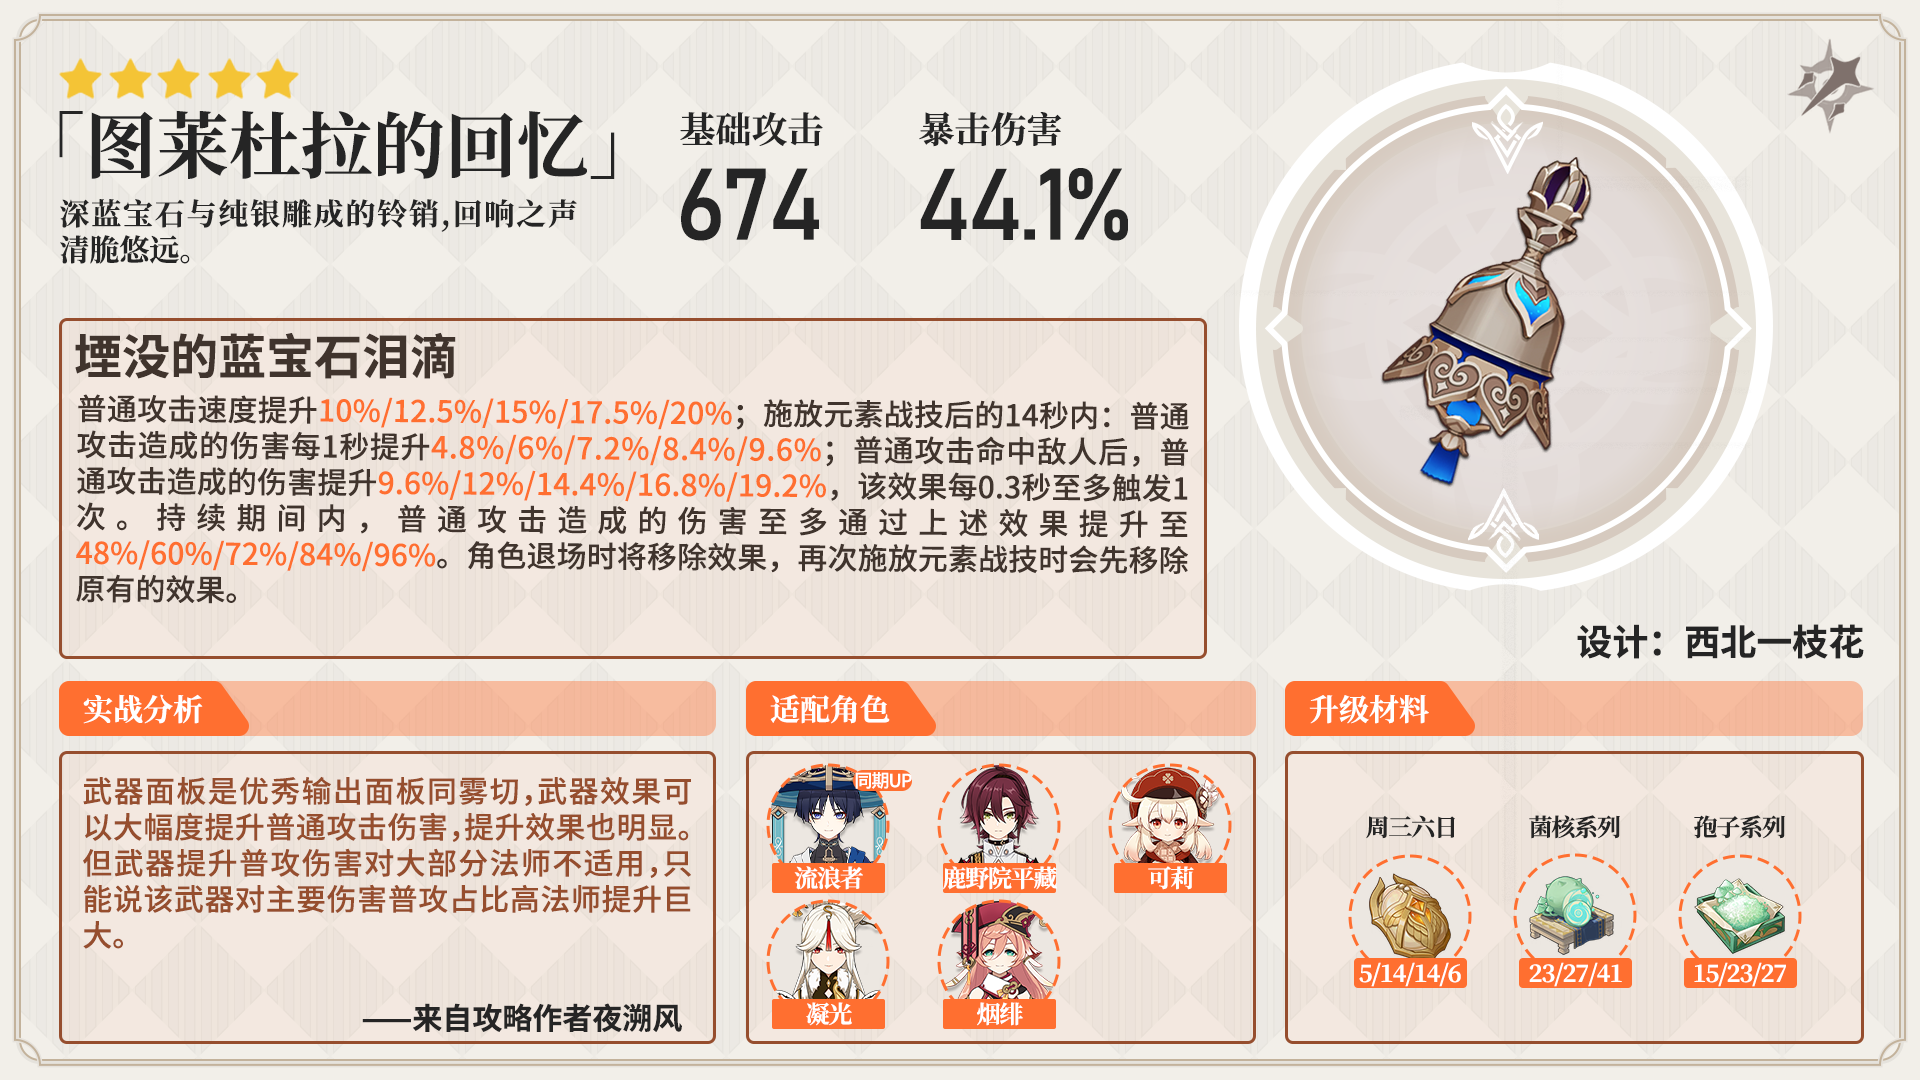 「图莱杜拉的回忆」
深蓝宝石与纯银雕成的铃销,回响之声
清脆悠远。
基础攻击
674
暴击伤害
44.1%
堙没的蓝宝石泪滴
普通攻击速度提升10%/12.5%/15%/17.5%/20%；施放元素战技后的14秒内：普通
攻击造成的伤害每1秒提升4.8%/6%/7.2%/8.4%/9.6%；普通攻击命中敌人后，普
通攻击造成的伤害提升9.6%/12%/14.4%/16.8%/19.2%，该效果每0.3秒至多触发1
次。持续期间内，普通攻击造成的伤害至多通过上述效果提升至
48%/60%/72%/84%/96%。角色退场时将移除效果，再次施放元素战技时会先移除
原有的效果。
设计：西北一枝花
实战分析
武器面板是优秀输出面板同雾切,武器效果可
以大幅度提升普通攻击伤害,提升效果也明显。
但武器提升普攻伤害对大部分法师不适用,只
能说该武器对主要伤害普攻占比高法师提升巨
大。
——来自攻略作者夜溯风
适配角色
同期UP
流浪者
鹿野院平藏
可莉
凝光
烟绯
升级材料
周三六日
5/14/14/6
菌核系列
23/27/41
孢子系列
15/23/27